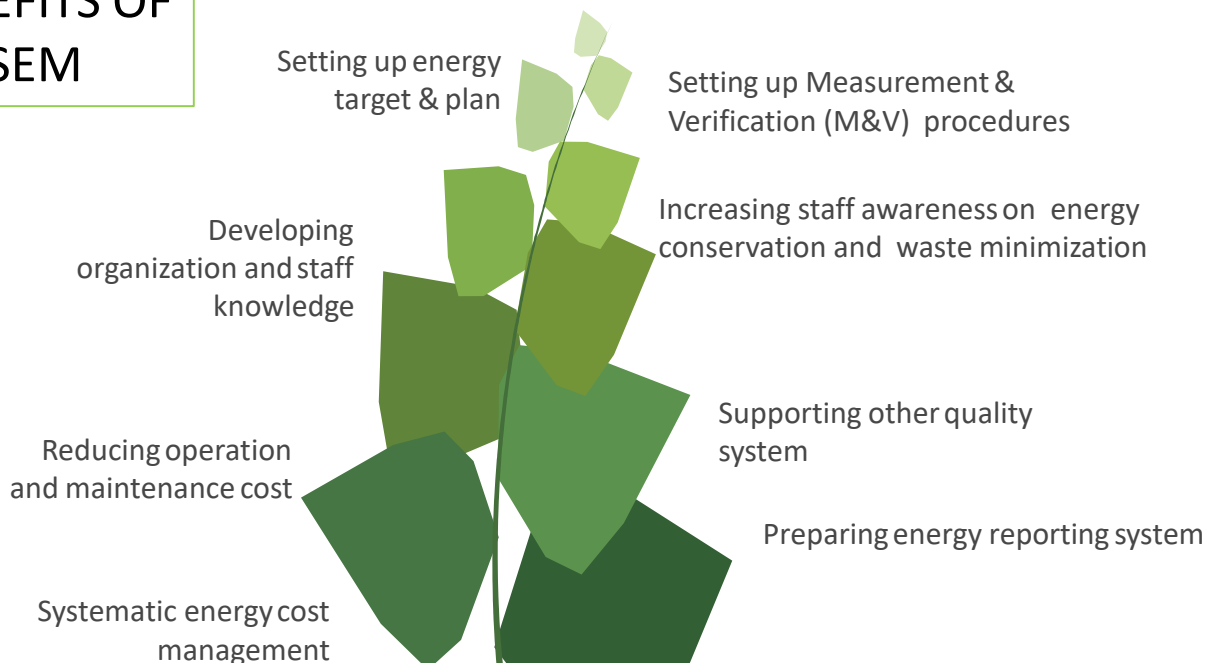 EFITS OF
SEM
Setting up energy
target & plan
Setting up Measurement &
Verification (M&V) procedures
Increasing staff awareness on energy
conservation and waste minimization
Developing
organization and staff
knowledge
Supporting other quality
system
Reducing operation
and maintenance cost
Preparing energy reporting system
Systematic energy cost
management